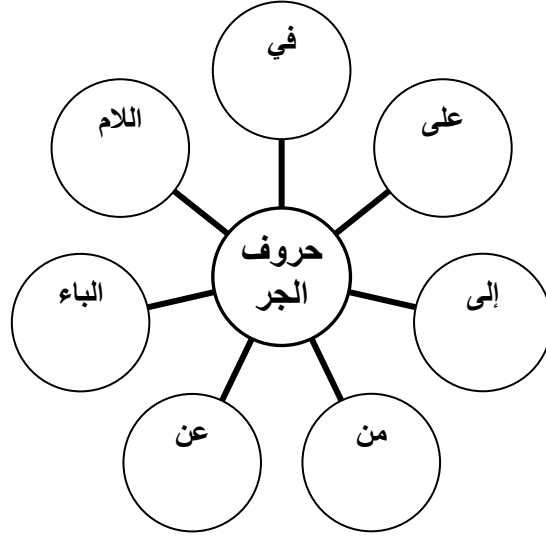 في
على
اللام
حروف
الجر
إلى
الباء
من
عن